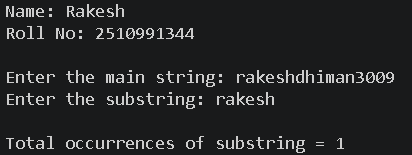 Name: Rakesh
Roll No: 2510991344
Enter the main string: rakeshdhiman3009
Enter the substring: rakesh
Total occurrences of substring = 1